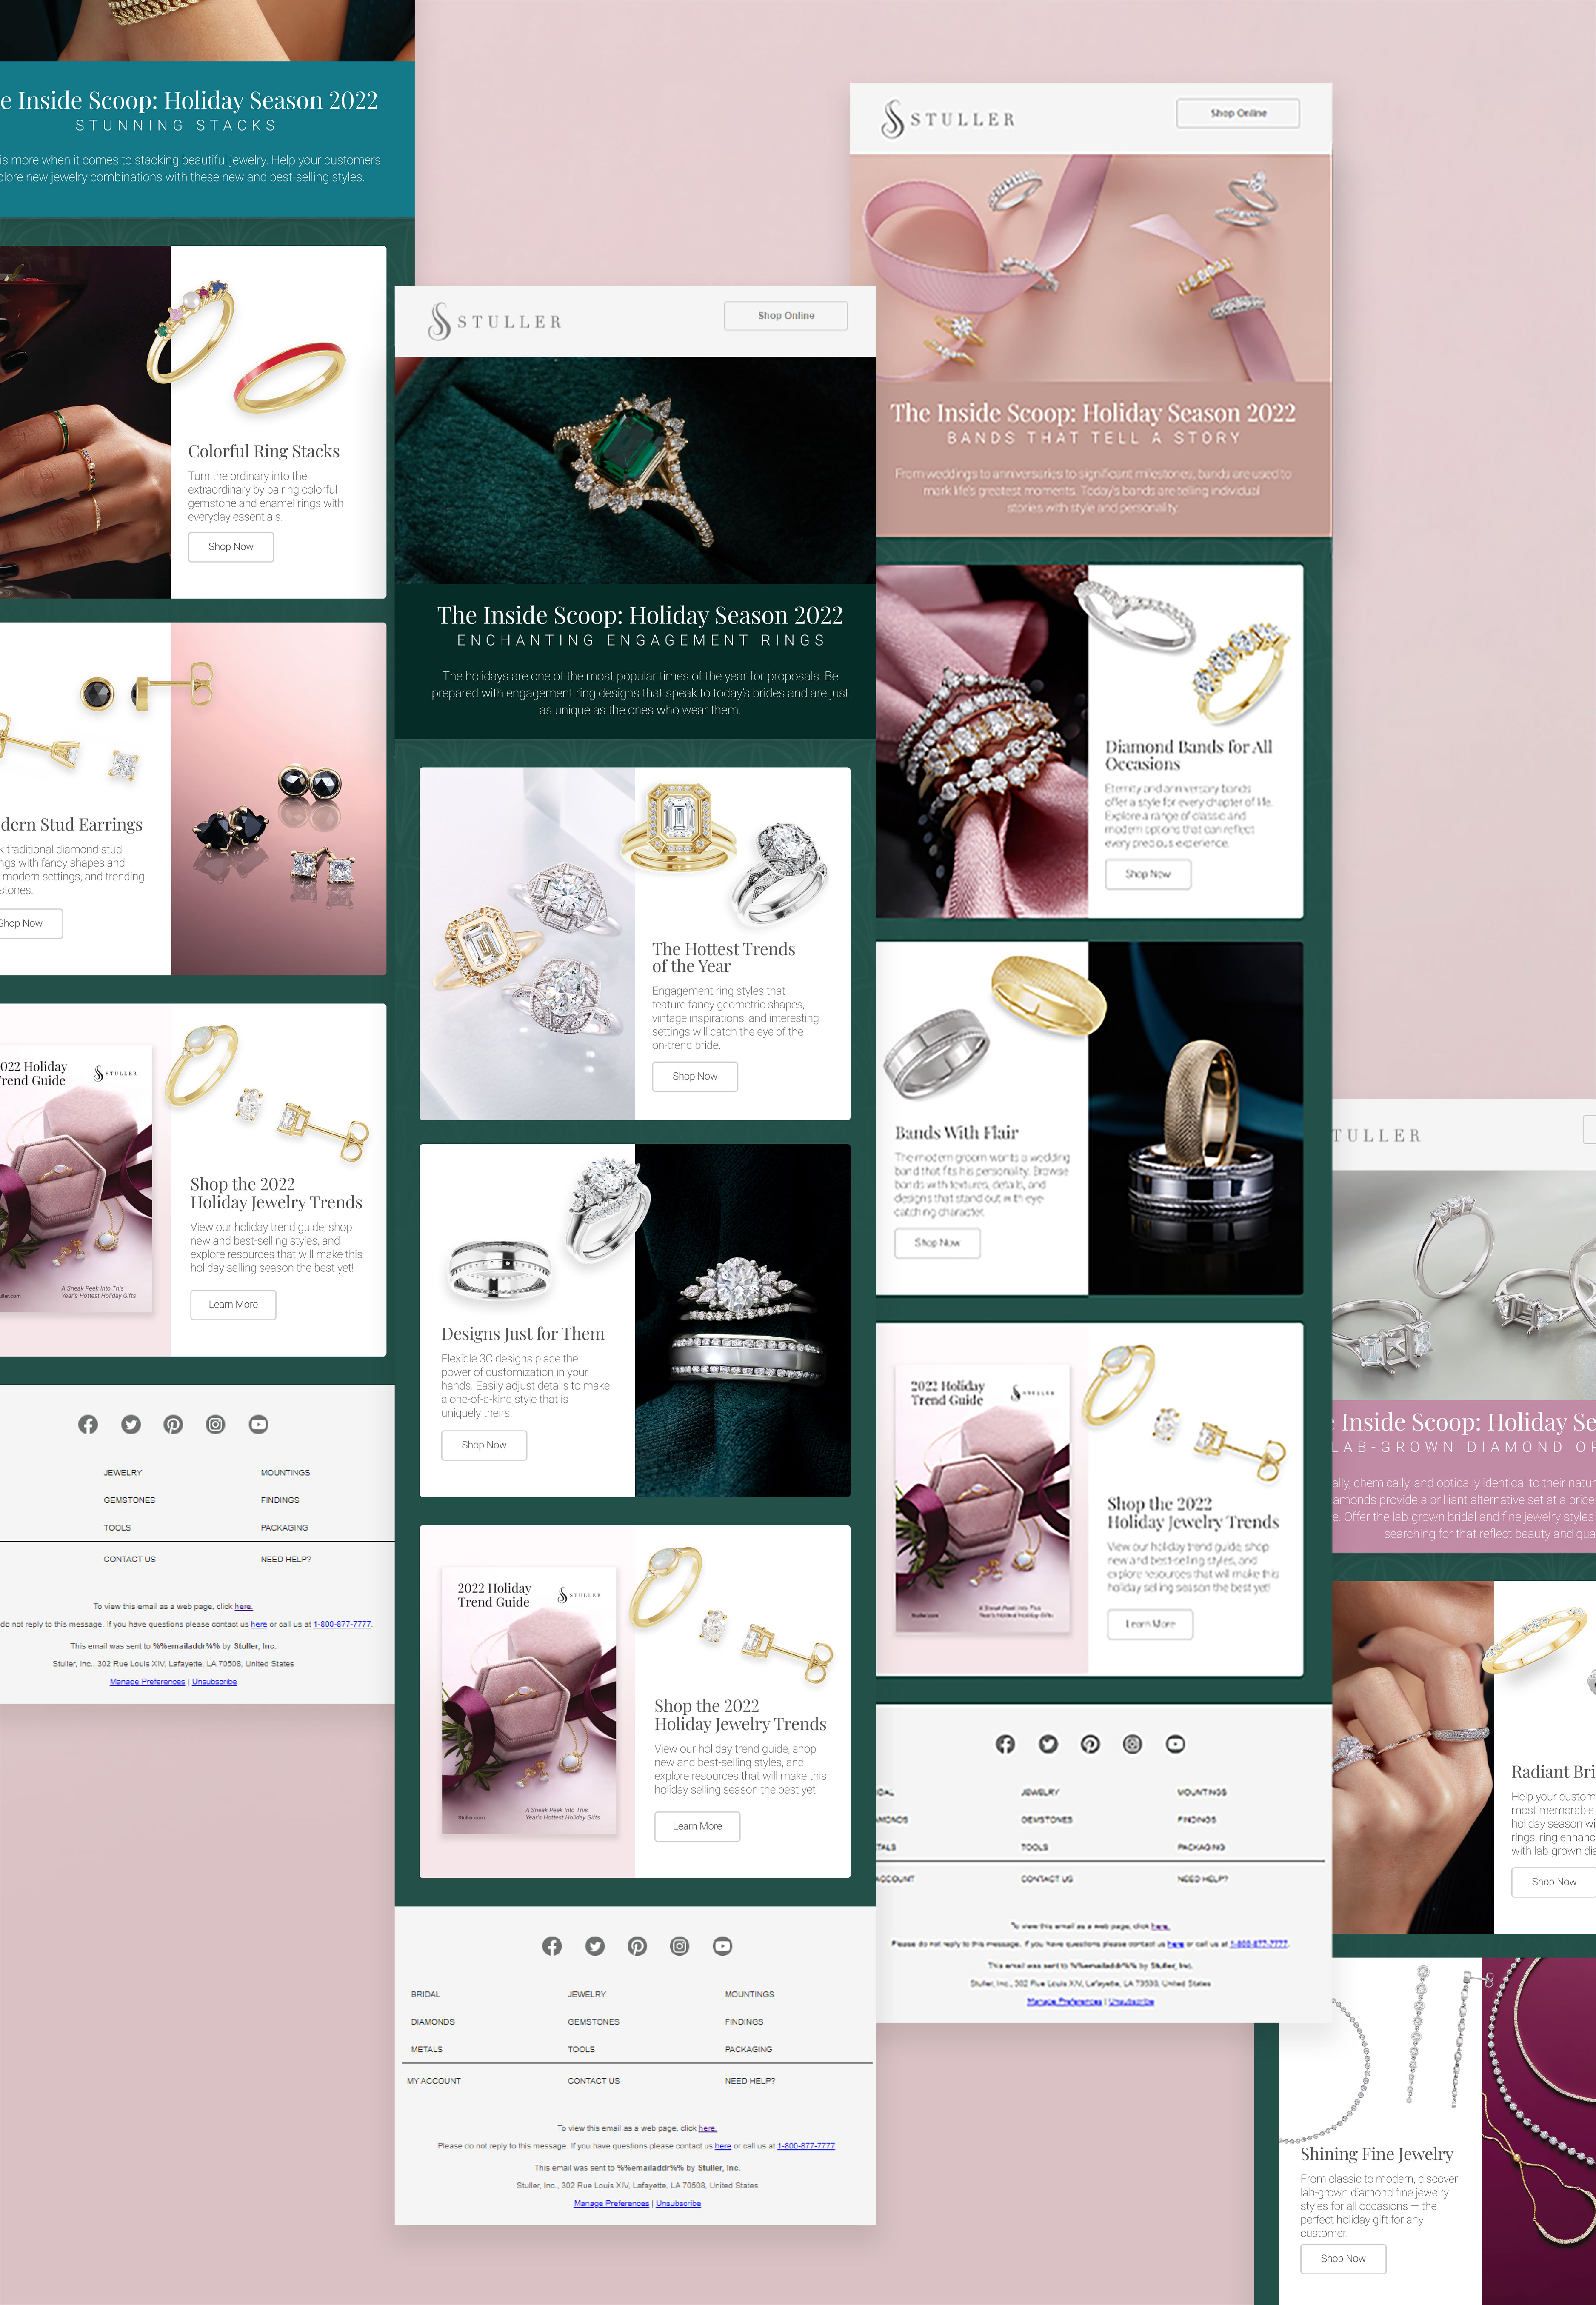 e Inside Scoop: Holiday Season 2022
STUNNING STACKS
is more when it comes to stacking beautiful jewelry. Help your customers
plore new jewelry combinations with these new and best-selling styles.
Colorful Ring Stacks
Turn the ordinary into the
extraordinary by pairing colorful
gemstone and enamel rings with
everyday essentials.
Shop Now
dern Stud Earrings
k traditional diamond stud
ngs with fancy shapes and
modern settings, and trending
stones.
Shop Now
022 Holiday
Trend Guide
STULLER
A Sneak Peek Into This
Year's Hottest Holiday Gifts
uller.com
Shop the 2022
Holiday Jewelry Trends
View our holiday trend guide, shop
new and best-selling styles, and
explore resources that will make this
holiday selling season the best yet!
Learn More
JEWELRY MOUNTINGS
GEMSTONES FINDINGS
TOOLS PACKAGING
CONTACT US NEED HELP?
To view this email as a web page, click here.
do not reply to this message. If you have questions please contact us here or call us at 1-800-877-7777.
This email was sent to %%emailaddr%% by Stuller, Inc.
Stuller, Inc., 302 Rue Louis XIV, Lafayette, LA 70508, United States
Manage Preferences | Unsubscribe
STULLER
Shop Online
The Inside Scoop: Holiday Season 2022
ENCHANTING ENGAGEMENT RINGS
The holidays are one of the most popular times of the year for proposals. Be
prepared with engagement ring designs that speak to today's brides and are just
as unique as the ones who wear them.
The Hottest Trends
of the Year
Engagement ring styles that
feature fancy geometric shapes,
vintage inspirations, and interesting
settings will catch the eye of the
on-trend bride.
Shop Now
Designs Just for Them
Flexible 3C designs place the
power of customization in your
hands. Easily adjust details to make
a one-of-a-kind style that is
uniquely theirs.
Shop Now
2022 Holiday
Trend Guide
STULLER
Stuller.com
A Sneak Peek Into This
Year's Hottest Holiday Gifts
Shop the 2022
Holiday Jewelry Trends
View our holiday trend guide, shop
new and best-selling styles, and
explore resources that will make this
holiday selling season the best yet!
Learn More
BRIDAL JEWELRY MOUNTINGS
DIAMONDS GEMSTONES FINDINGS
METALS TOOLS PACKAGING
MY ACCOUNT CONTACT US NEED HELP?
To view this email as a web page, click here.
Please do not reply to this message. If you have questions please contact us here or call us at 1-800-877-7777.
This email was sent to %%emailaddr%% by Stuller, Inc.
Stuller, Inc., 302 Rue Louis XIV, Lafayette, LA 70508, United States
Manage Preferences | Unsubscribe
STULLER
Shop Online
The Inside Scoop: Holiday Season 2022
BANDS THAT TELL A STORY
From weddings to anniversaries to significant milestones, bands are used to
mark life's greatest moments. Today's bands are telling individual
stories with style and personality.
Diamond Bands for All
Occasions
Eternity and anniversary bands
offer a style for every chapter of life.
Explore a range of classic and
modern options that can reflect
every precious experience.
Shop Now
Bands With Flair
The modern groom wants a wedding
band that fits his personality. Browse
bands with textures, details, and
designs that stand out with eye-
catching character.
Shop Now
2022 Holiday
Trend Guide
STULLER
Stuller.com
A Sneak Peek Into This
Year's Hottest Holiday Gifts
Shop the 2022
Holiday Jewelry Trends
View our holiday trend guide, shop
new and best-selling styles, and
explore resources that will make this
holiday selling season the best yet!
Learn More
DAL JEWELRY MOUNTINGS
AMONDS GEMSTONES FINDINGS
TALS TOOLS PACKAGING
ACCOUNT CONTACT US NEED HELP?
To view this email as a web page, click here.
Please do not reply to this message. If you have questions please contact us here or call us at 1-800-877-7777.
This email was sent to %%emailaddr%% by Stuller, Inc.
Stuller, Inc., 302 Rue Louis XIV, Lafayette, LA 70508, United States
Manage Preferences | Unsubscribe
TULLER
e Inside Scoop: Holiday Se
LAB-GROWN DIAMOND OP
ally, chemically, and optically identical to their natur
amonds provide a brilliant alternative set at a price
e. Offer the lab-grown bridal and fine jewelry styles
searching for that reflect beauty and qua
Radiant Bri
Help your custom
most memorable
holiday season wi
rings, ring enhanc
with lab-grown dia
Shop Now
Shining Fine Jewelry
From classic to modern, discover
lab-grown diamond fine jewelry
styles for all occasions — the
perfect holiday gift for any
customer.
Shop Now